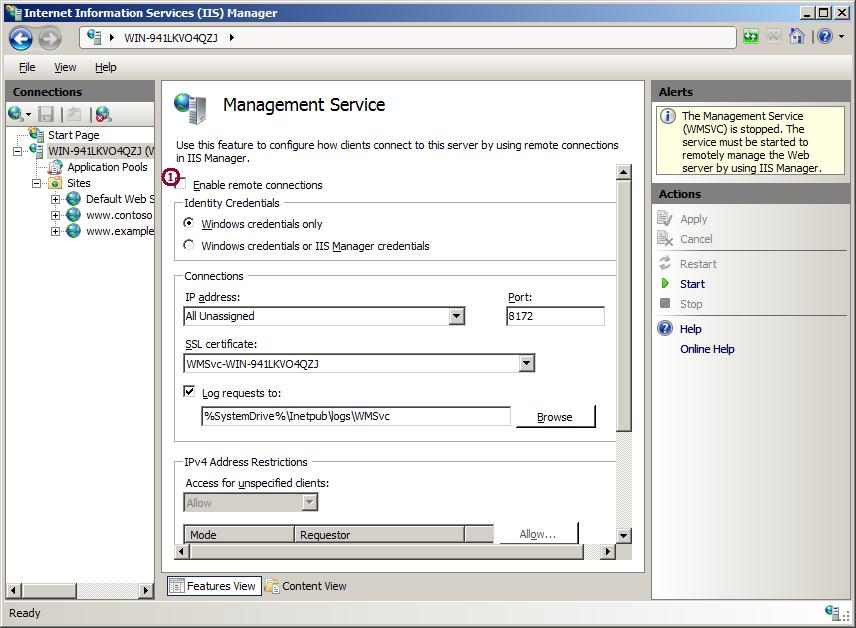 Internet Information Services (IIS) Manager
WIN-941LKVO4QZJ
File View Help
Connections
Start Page
WIN-941LKVO4QZJ (W
Application Pools
Sites
Default Web S
www.contoso
www.example
Management Service
Use this feature to configure how clients connect to this server by using remote connections
in IIS Manager.
1
Enable remote connections
Identity Credentials
Windows credentials only
Windows credentials or IIS Manager credentials
Connections
IP address:
Port:
All Unassigned
8172
SSL certificate:
WMSvc-WIN-941LKVO4QZJ
Log requests to:
%SystemDrive%\Inetpub\logs\WMSvc
Browse
IPv4 Address Restrictions
Access for unspecified clients:
Allow
Mode
Requestor
Allow...
Features View
Content View
Alerts
The Management Service
(WMSVC) is stopped. The
service must be started to
remotely manage the Web
server by using IIS Manager.
Actions
Apply
Cancel
Restart
Start
Stop
Help
Online Help
Ready